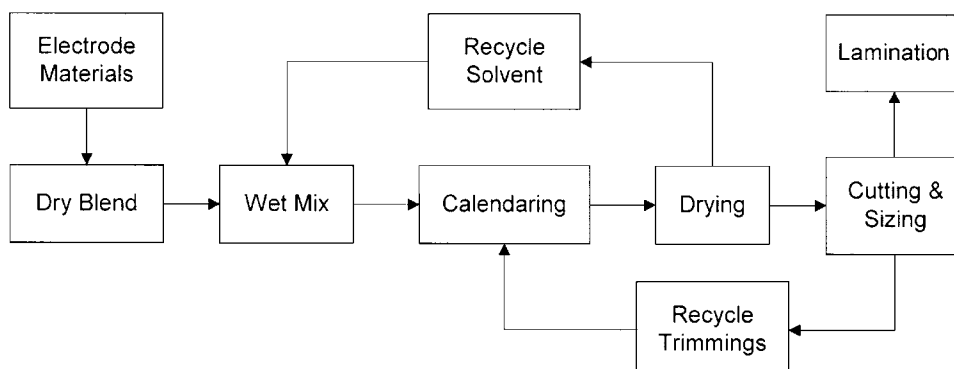 Electrode
Materials
Recycle
Solvent
Lamination
Dry Blend
Wet Mix
Calendaring
Drying
Cutting &
Sizing
Recycle
Trimmings